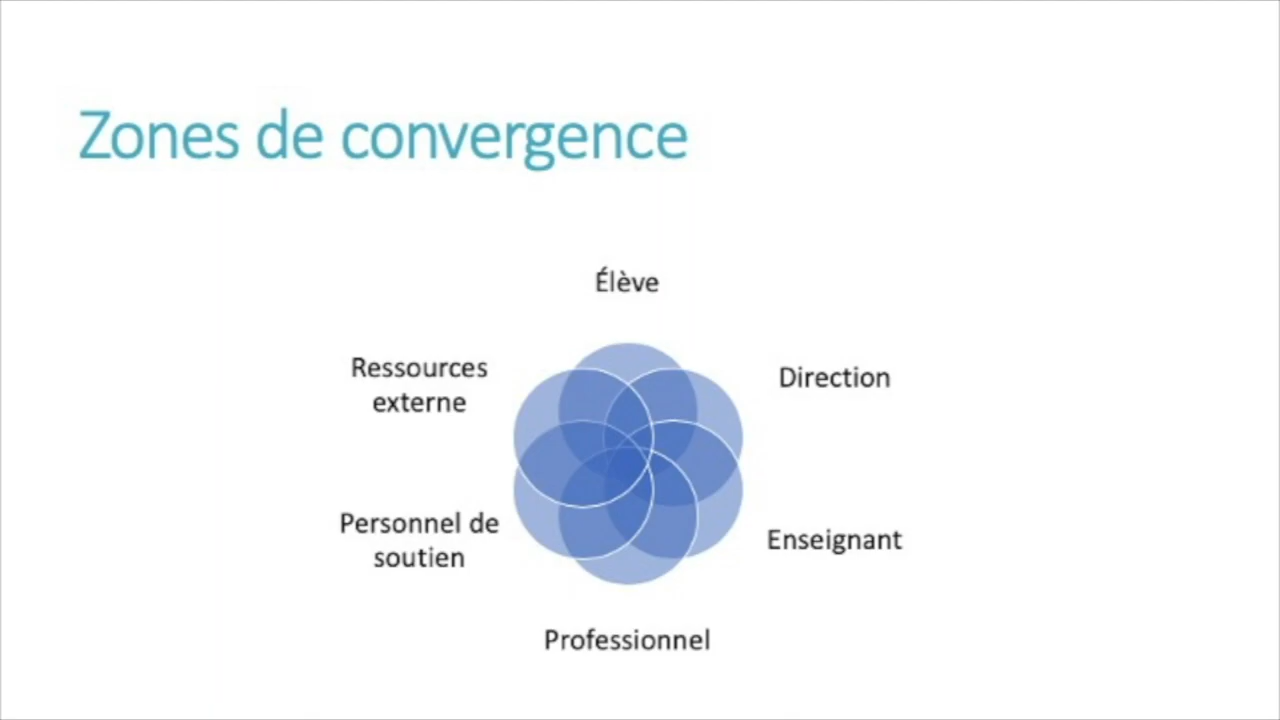 Zones de convergence
Élève
Ressources
externe
Direction
Personnel de
soutien
Enseignant
Professionnel